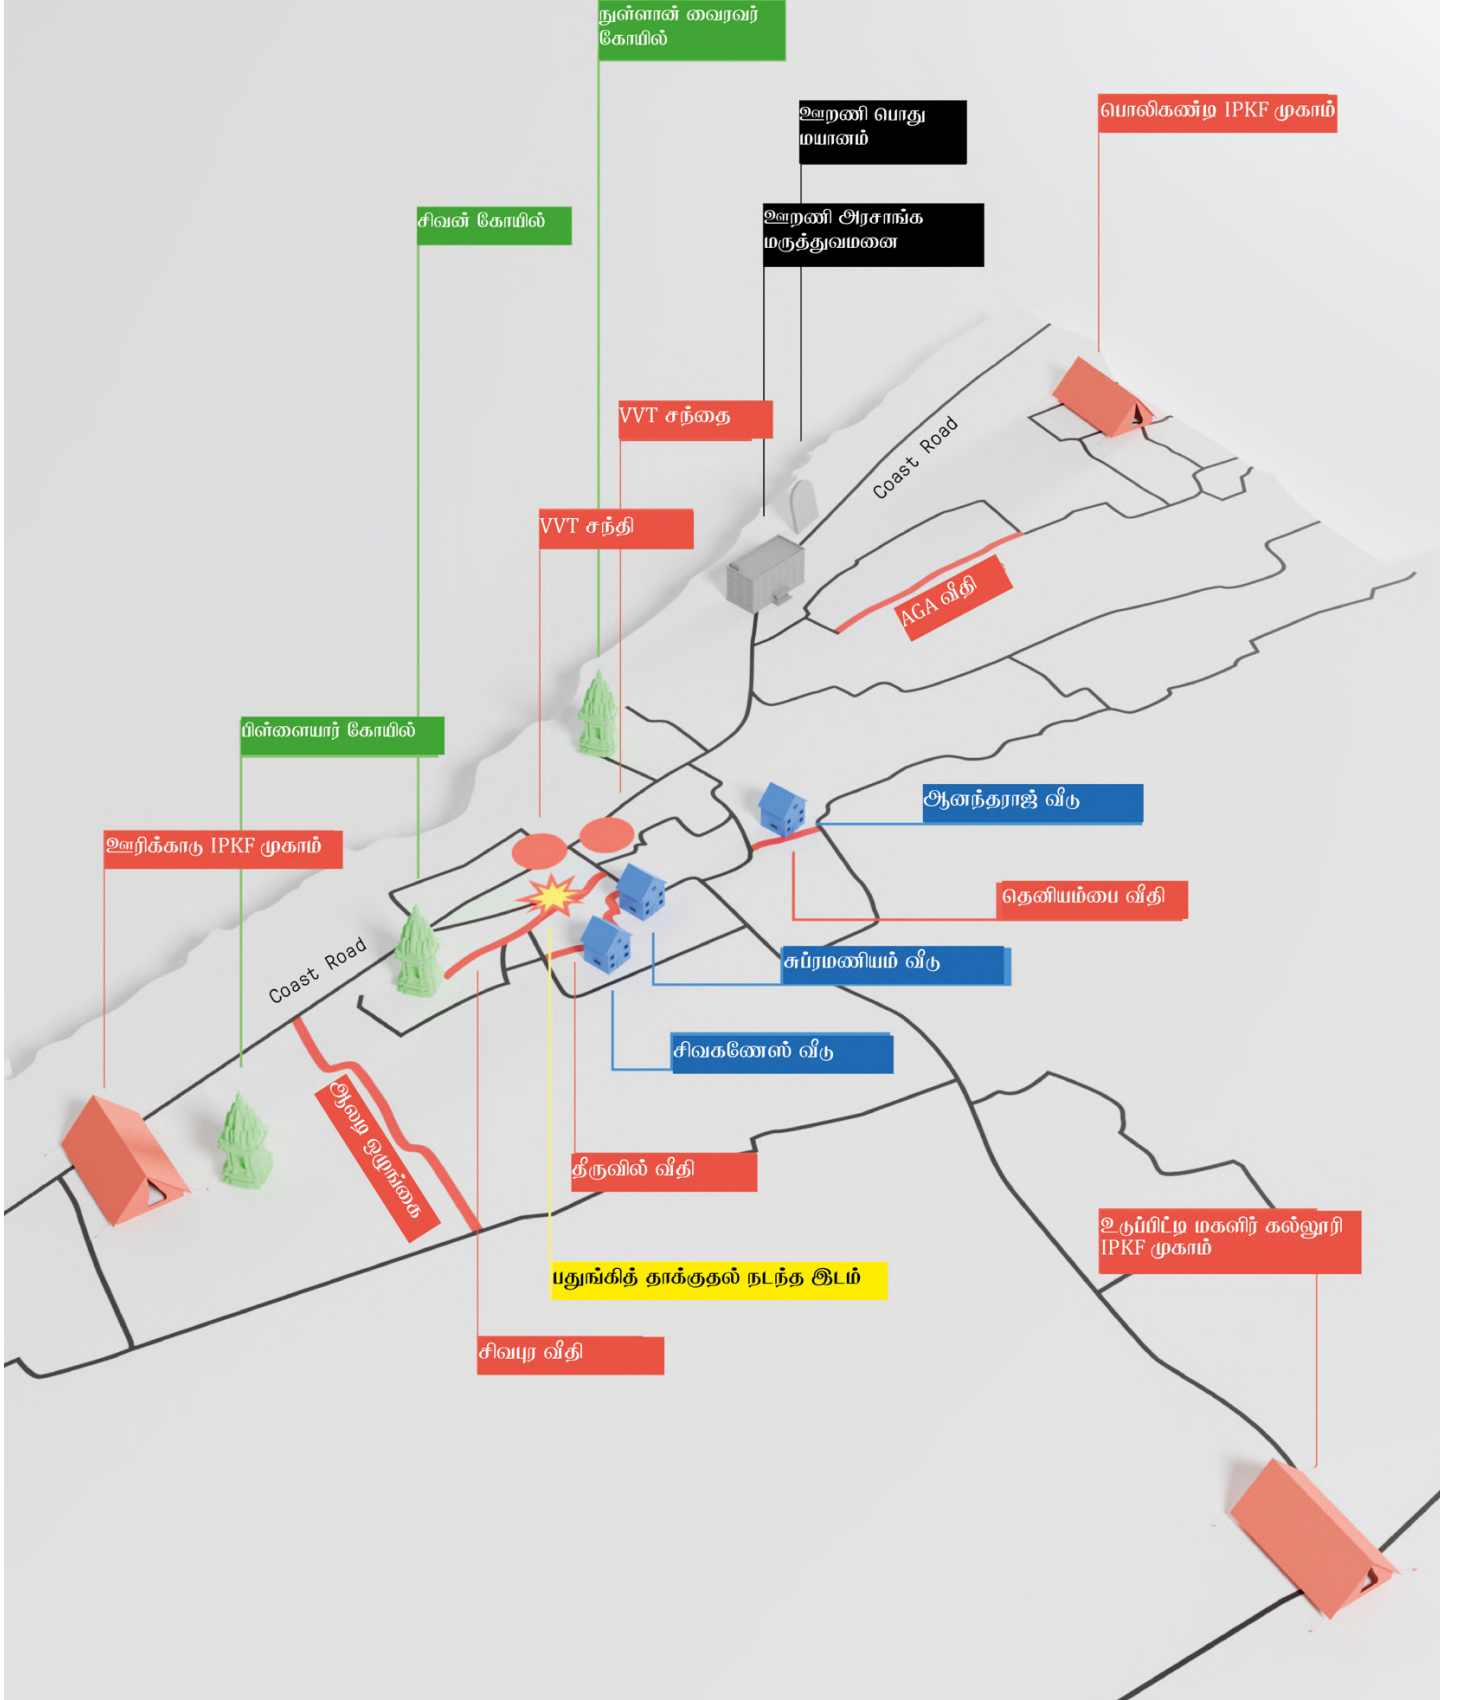 நுள்ளான் வைரவர்
கோயில்
ஊறணி பொது
மயானம்
பொலிகண்டி IPKF முகாம்
ஊறணி அரசாங்க
மருத்துவமனை
சிவன் கோயில்
VVT சந்தை
Coast Road
VVT சந்தி
AGA வீதி
பிள்ளையார் கோயில்
ஆனந்தராஜ் வீடு
ஊரிக்காடு IPKF முகாம்
தெனியம்பை வீதி
சுப்ரமணியம் வீடு
Coast Road
சிவகணேஸ் வீடு
ஆலடி ஒழுங்கை
தீருவில் வீதி
உடுப்பிட்டி மகளிர் கல்லூரி
IPKF முகாம்
பதுங்கித் தாக்குதல் நடந்த இடம்
சிவபுர வீதி